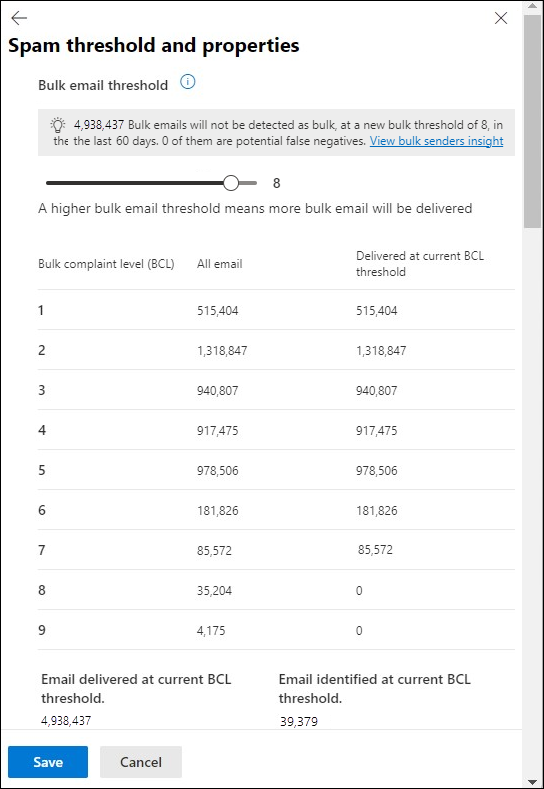 Spam threshold and properties
Bulk email threshold
4,938,437 Bulk emails will not be detected as bulk, at a new bulk threshold of 8, in
the the last 60 days. 0 of them are potential false negatives. View bulk senders insight
8
A higher bulk email threshold means more bulk email will be delivered
Bulk complaint level (BCL) All email Delivered at current BCL
threshold
1 515,404 515,404
2 1,318,847 1,318,847
3 940,807 940,807
4 917,475 917,475
5 978,506 978,506
6 181,826 181,826
7 85,572 85,572
8 35,204 0
9 4,175 0
Email delivered at current BCL
threshold.
4,938,437
Email identified at current BCL
threshold.
39,379
Save Cancel